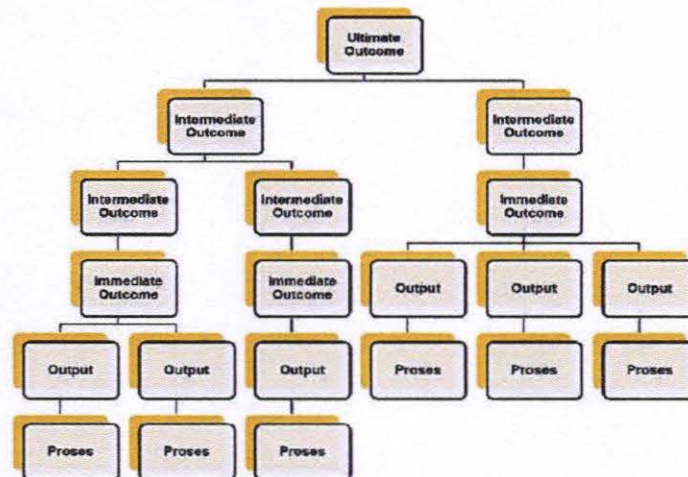 Ultimate
Outcome
Intermediate
Outcome
Intermediate
Outcome
Intermediate
Outcome
Intermediate
Outcome
Immediate
Outcome
Immediate
Outcome
Immediate
Outcome
Output
Output
Output
Output
Output
Output
Proses
Proses
Proses
Proses
Proses
Proses